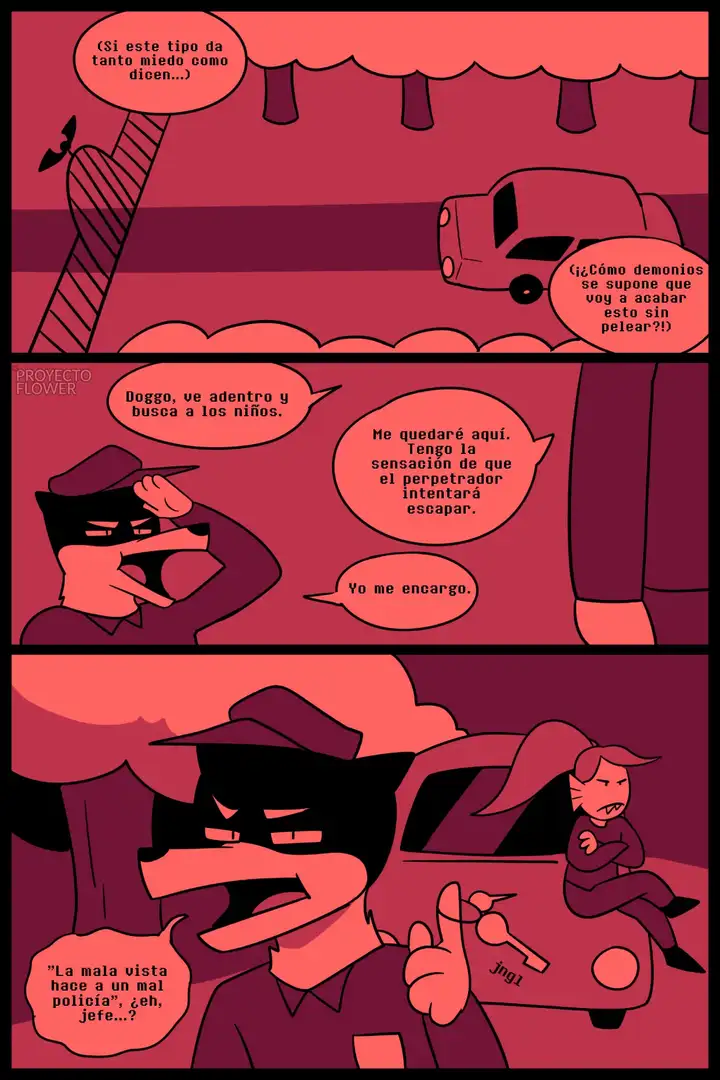 (Si este tipo da
tanto miedo como
dicen...)
(¡¿Cómo demonios
se supone que
voy a acabar
esto sin
pelear?!)
PROYECTO
FLOWER
Doggo, ve adentro y
busca a los niños.
Me quedaré aquí.
Tengo la
sensación de que
el perpetrador
intentará
escapar.
Yo me encargo.
jngl
"La mala vista
hace a un mal
policía", ¿eh,
jefe...?